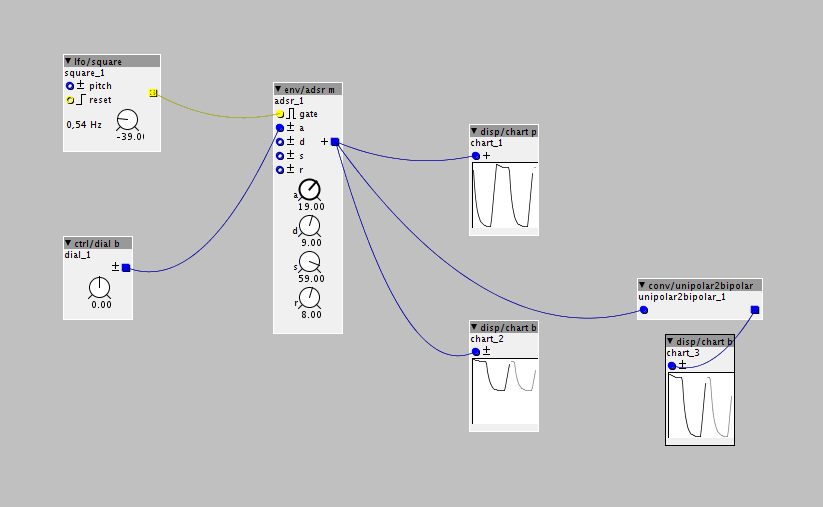 ▼ lfo/square
square_1
± pitch
reset
0,54 Hz
-39.0
▼ env/adsr m
adsr_1
gate
± a
± d +
± s
± r
a
19.00
d
9.00
s
59.00
r
8.00
▼ ctrl/dial b
dial_1
±
0.00
▼ disp/chart p
chart_1
+
▼ disp/chart b
chart_2
±
▼ conv/unipolar2bipolar
unipolar2bipolar_1
▼ disp/chart b
chart_3
±